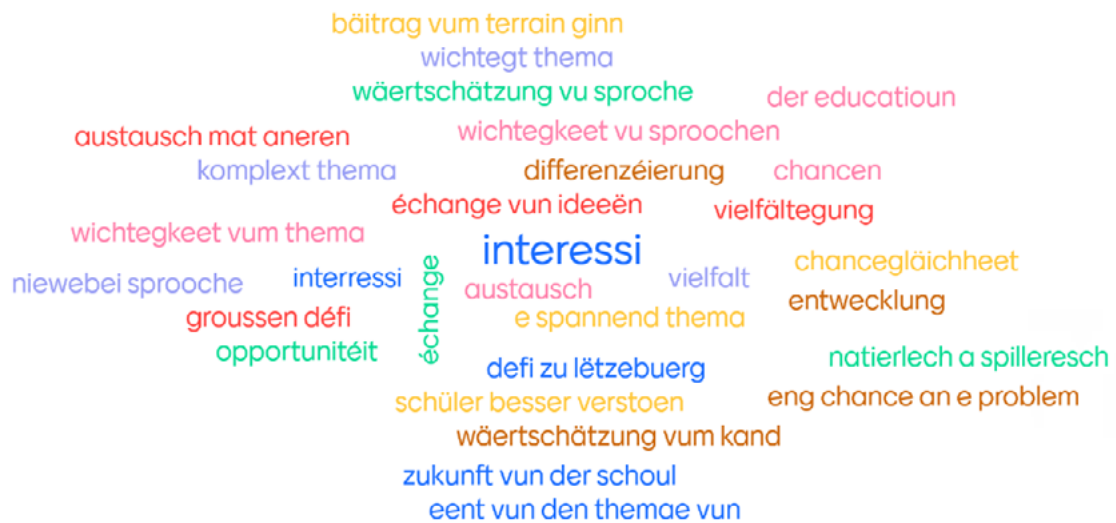 bäitrag vum terrain ginn
wichtegt thema
wäertschätzung vu sproche
der educatioun
austausch mat aneren
wichtegkeet vu sproochen
komplext thema
differenzéierung
chancen
échange vun ideeën
vielfältegung
wichtegkeet vum thema
interessi
chancegläichheet
niewebei sprooche
interressi
échange
austausch
vielfalt
entwecklung
groussen défi
e spannend thema
opportunitéit
natierlech a spilleresch
defi zu lëtzebuerg
schüler besser verstoen
eng chance an e problem
wäertschätzung vum kand
zukunft vun der schoul
eent vun den themae vun